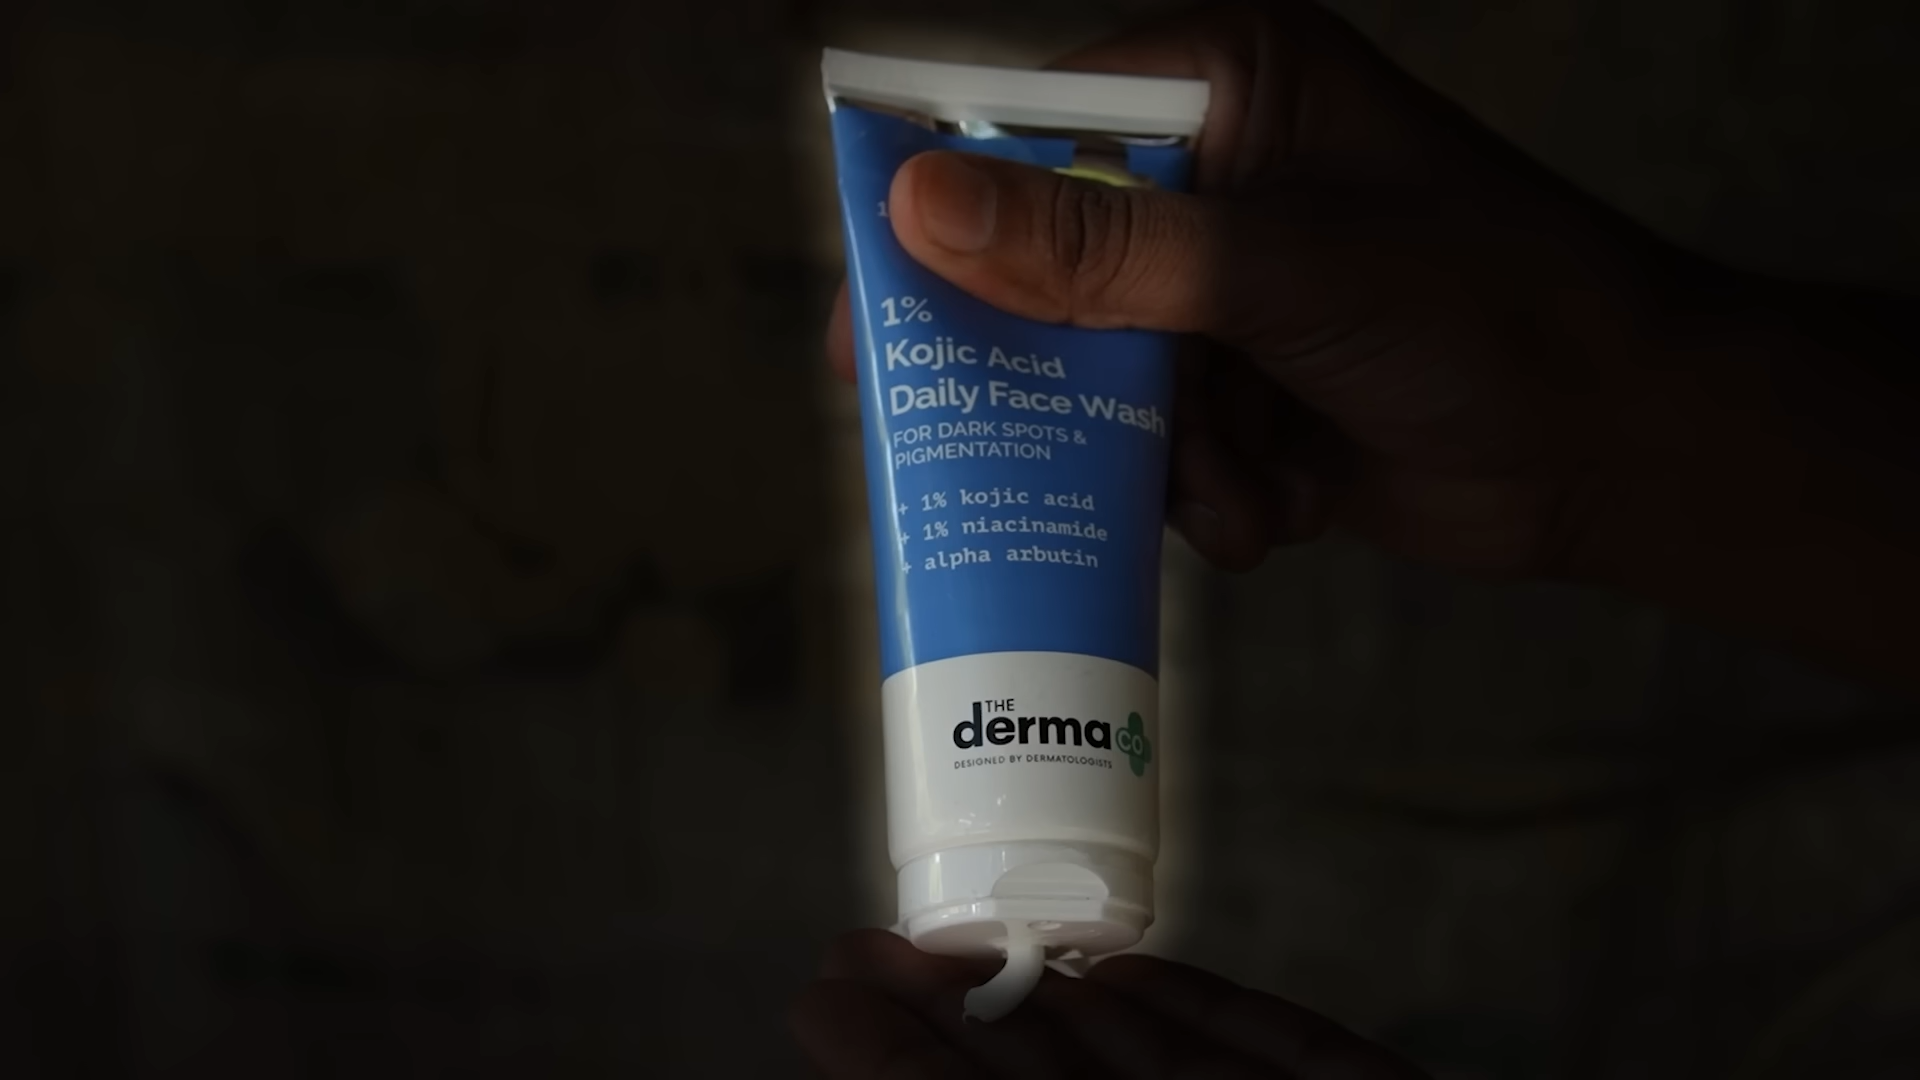 1%
Kojic Acid
Daily Face Wash
FOR DARK SPOTS &
PIGMENTATION
+ 1% kojic acid
+ 1% niacinamide
+ alpha arbutin
THE
derma co
DESIGNED BY DERMATOLOGISTS